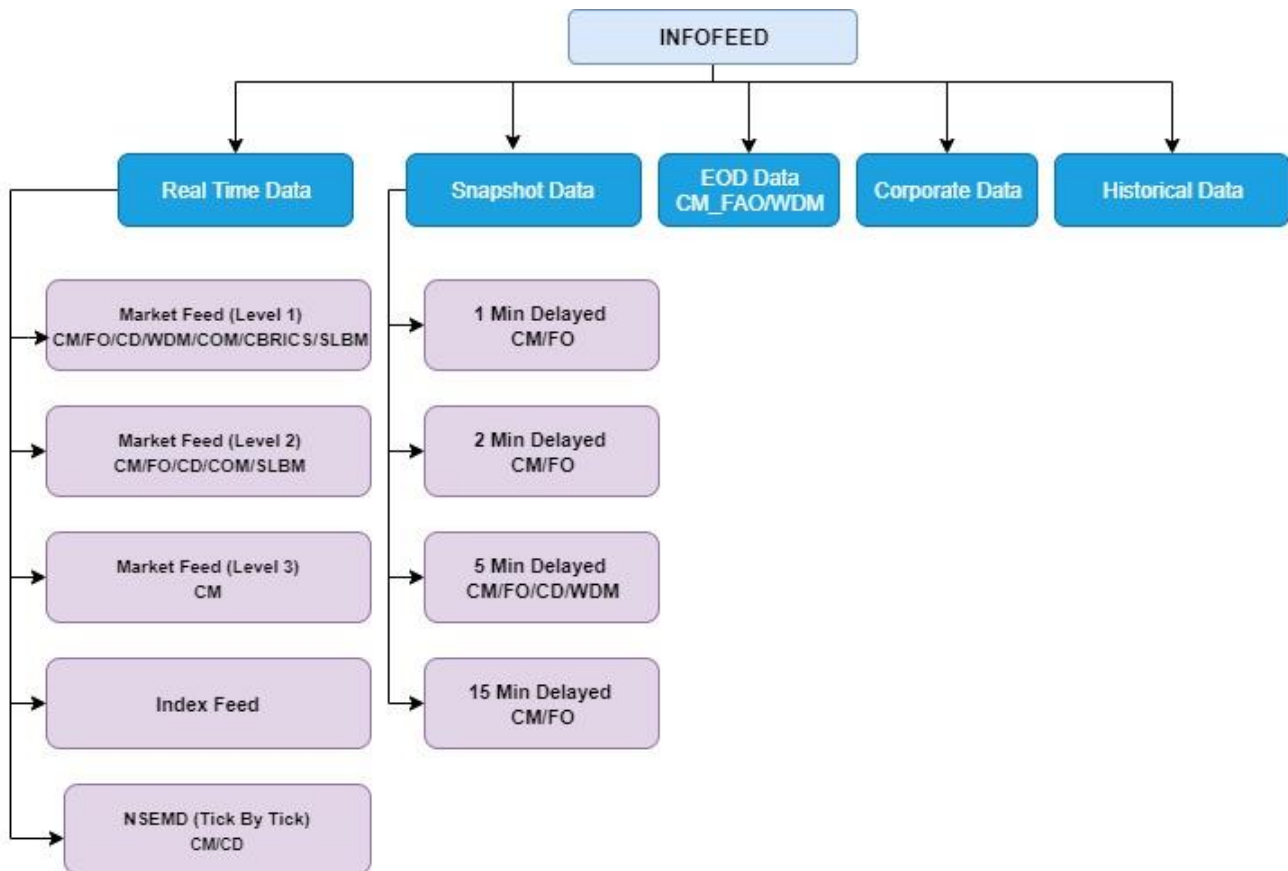 INFOFEED
Real Time Data
Snapshot Data
EOD Data
CM_FAO/WDM
Corporate Data
Historical Data
Market Feed (Level 1)
CM/FO/CD/WDM/COM/CBRICS/SLBM
Market Feed (Level 2)
CM/FO/CD/COM/SLBM
Market Feed (Level 3)
CM
Index Feed
NSEMD (Tick By Tick)
CM/CD
1 Min Delayed
CM/FO
2 Min Delayed
CM/FO
5 Min Delayed
CM/FO/CD/WDM
15 Min Delayed
CM/FO